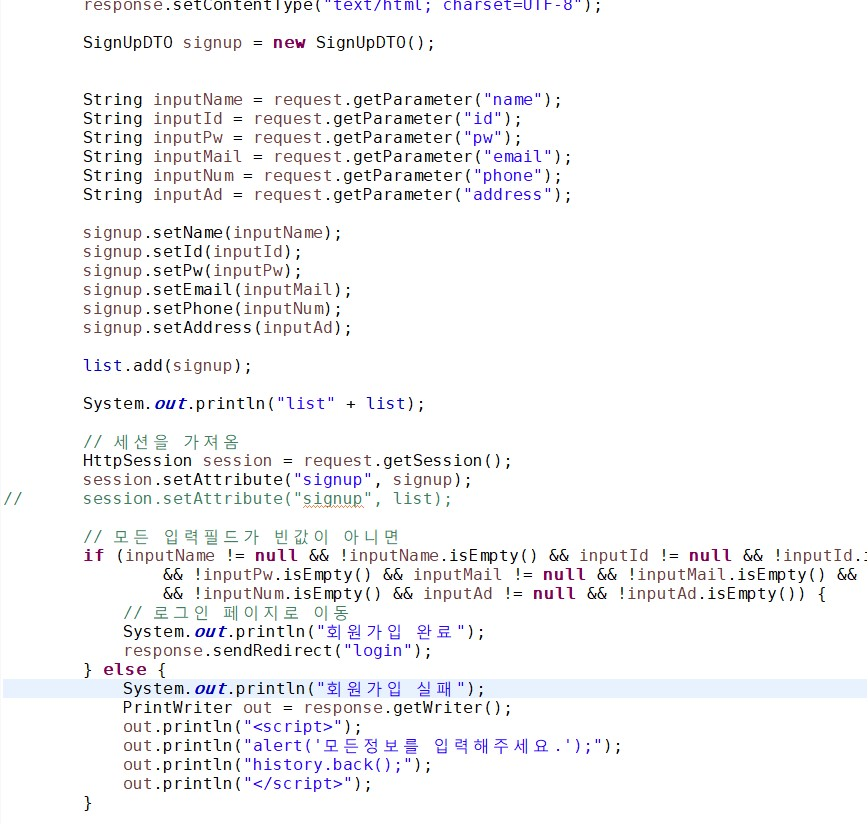 response.setContentType("text/html; charset=UTF-8");
SignUpDTO signup = new SignUpDTO();
String inputName = request.getParameter("name");
String inputId = request.getParameter("id");
String inputPw = request.getParameter("pw");
String inputMail = request.getParameter("email");
String inputNum = request.getParameter("phone");
String inputAd = request.getParameter("address");
signup.setName(inputName);
signup.setId(inputId);
signup.setPw(inputPw);
signup.setEmail(inputMail);
signup.setPhone(inputNum);
signup.setAddress(inputAd);
list.add(signup);
System.out.println("list" + list);
// 세션을 가져옴
HttpSession session = request.getSession();
session.setAttribute("signup", signup);
// session.setAttribute("signup", list);
// 모든 입력필드가 빈값이 아니면
if (inputName != null && !inputName.isEmpty() && inputId != null && !inputId.
&& !inputPw.isEmpty() && inputMail != null && !inputMail.isEmpty() &&
&& !inputNum.isEmpty() && inputAd != null && !inputAd.isEmpty()) {
// 로그인 페이지로 이동
System.out.println("회원가입 완료");
response.sendRedirect("login");
} else {
System.out.println("회원가입 실패");
PrintWriter out = response.getWriter();
out.println("<script>");
out.println("alert('모든정보를 입력해주세요.');");
out.println("history.back();");
out.println("</script>");
}